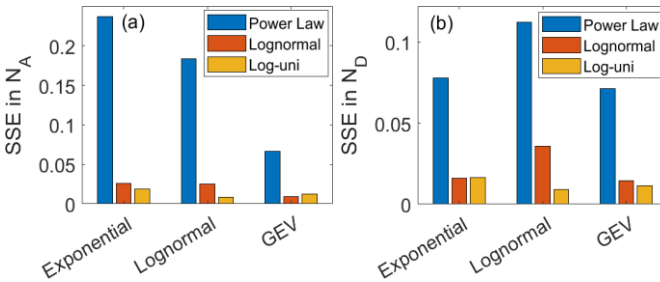 (a)
Power Law
Lognormal
Log-uni
SSE in N_A
0.2
0.15
0.1
0.05
0
Exponential
Lognormal
GEV
(b)
Power Law
Lognormal
Log-uni
SSE in N_D
0.1
0.05
0
Exponential
Lognormal
GEV